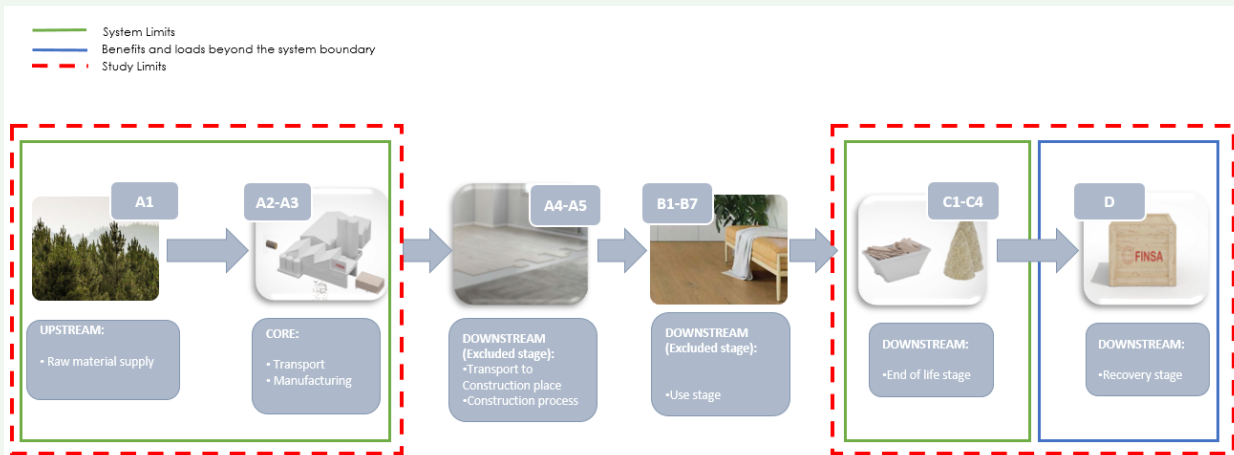 System Limits
Benefits and loads beyond the system boundary
Study Limits
A1
A2-A3
A4-A5
B1-B7
C1-C4
D
FINSA
UPSTREAM:
• Raw material supply
CORE:
• Transport
• Manufacturing
DOWNSTREAM
(Excluded stage):
•Transport to
Construction place
•Construction process
DOWNSTREAM
(Excluded stage):
•Use stage
DOWNSTREAM:
•End of life stage
DOWNSTREAM:
•Recovery stage